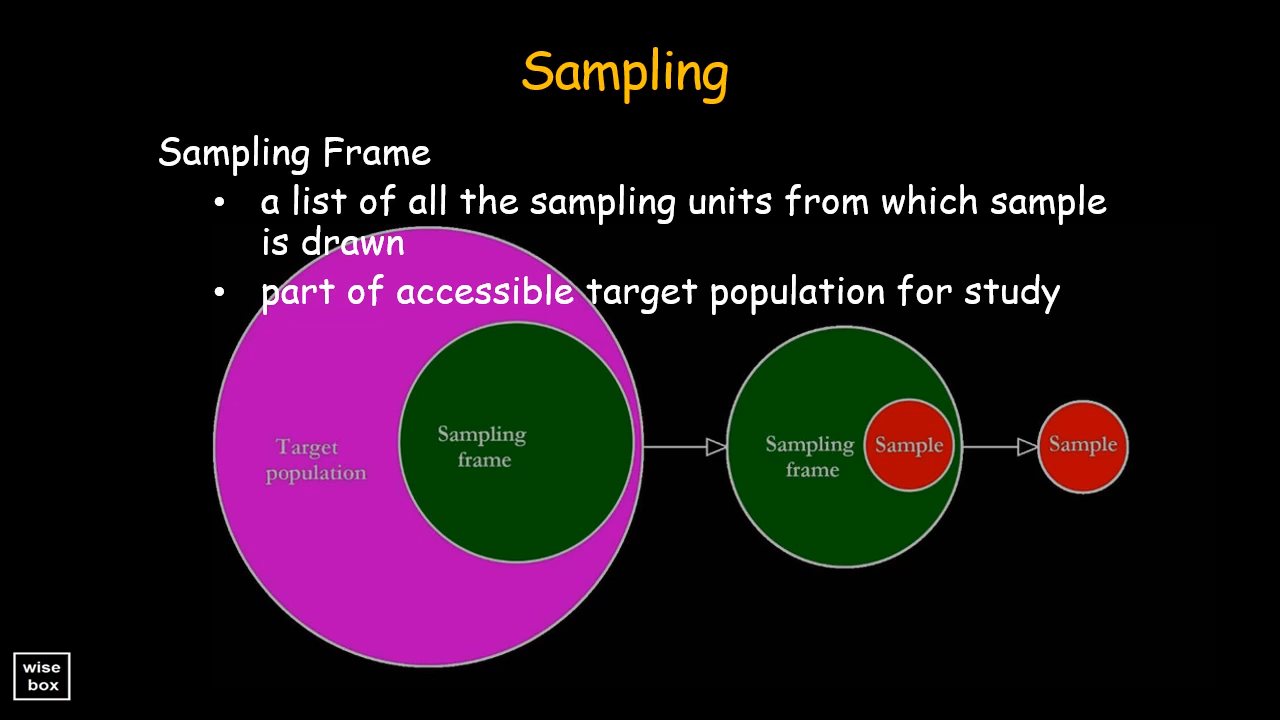 Sampling
Sampling Frame
• a list of all the sampling units from which sample
is drawn
• part of accessible target population for study
Target
population
Sampling
frame
Sampling
frame
Sample
Sample
wise
box